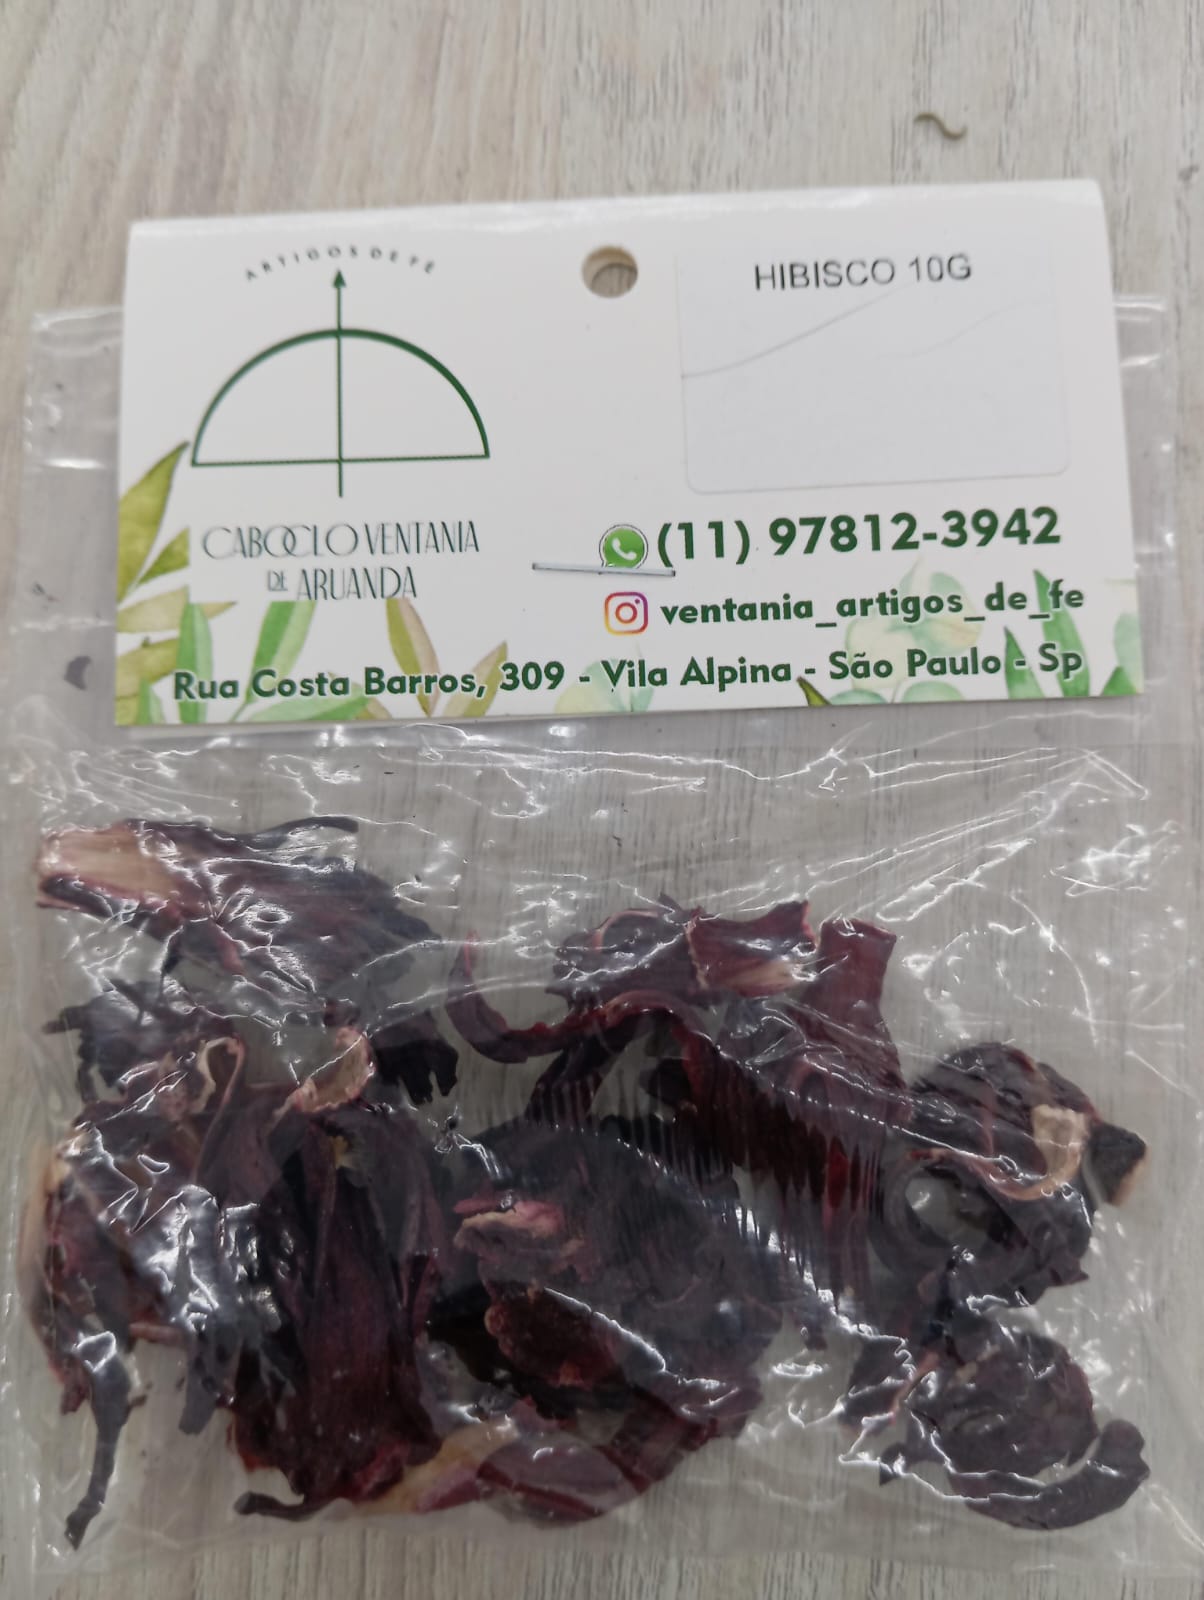 ARTIGOS DE FÉ
HIBISCO 10G
CABOCLO VENTANIA
DE ARUANDA
(11) 97812-3942
ventania_artigos_de_fe
Rua Costa Barros, 309 - Vila Alpina - São Paulo - Sp